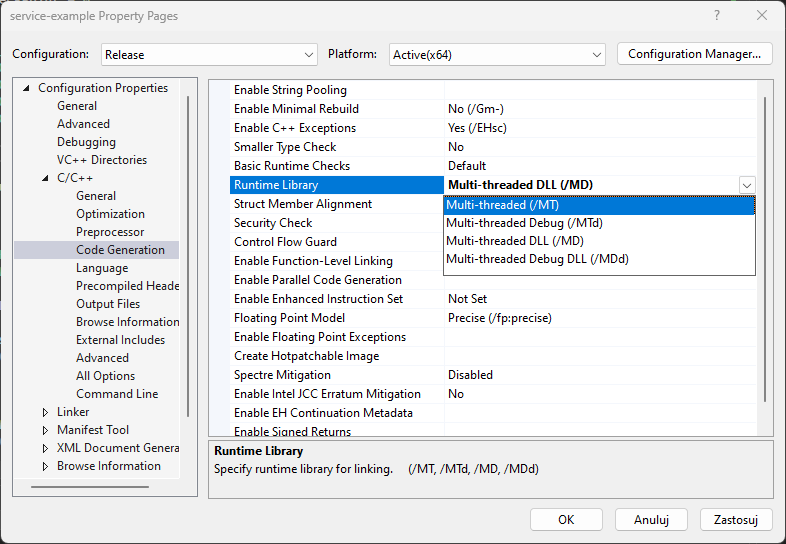 service-example Property Pages
Configuration: Release Platform: Active(x64) Configuration Manager...
Configuration Properties
General
Advanced
Debugging
VC++ Directories
C/C++
General
Optimization
Preprocessor
Code Generation
Language
Precompiled Heade
Output Files
Browse Information
External Includes
Advanced
All Options
Command Line
Linker
Manifest Tool
XML Document Genera
Browse Information
Enable String Pooling
Enable Minimal Rebuild No (/Gm-)
Enable C++ Exceptions Yes (/EHsc)
Smaller Type Check No
Basic Runtime Checks Default
Runtime Library Multi-threaded DLL (/MD)
Struct Member Alignment Multi-threaded (/MT)
Security Check Multi-threaded Debug (/MTd)
Control Flow Guard Multi-threaded DLL (/MD)
Enable Function-Level Linking Multi-threaded Debug DLL (/MDd)
Enable Parallel Code Generation
Enable Enhanced Instruction Set Not Set
Floating Point Model Precise (/fp:precise)
Enable Floating Point Exceptions
Create Hotpatchable Image
Spectre Mitigation Disabled
Enable Intel JCC Erratum Mitigation No
Enable EH Continuation Metadata
Enable Signed Returns
Runtime Library
Specify runtime library for linking. (/MT, /MTd, /MD, /MDd)
OK Anuluj Zastosuj